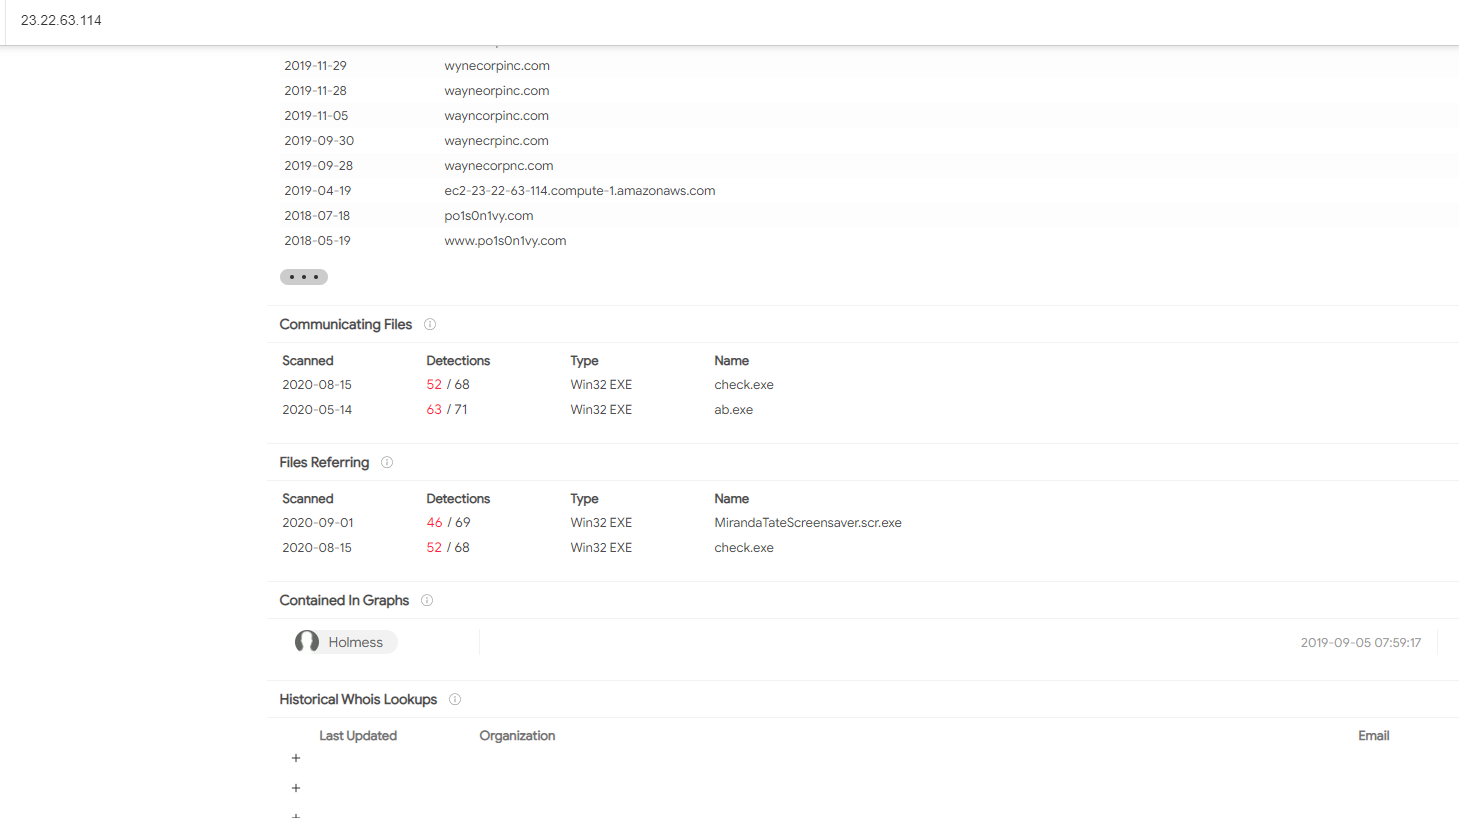 23.22.63.114
2019-11-29 wynecorpinc.com
2019-11-28 wayneorpinc.com
2019-11-05 wayncorpinc.com
2019-09-30 waynecrpinc.com
2019-09-28 waynecorpnc.com
2019-04-19 ec2-23-22-63-114.compute-1.amazonaws.com
2018-07-18 po1s0n1vy.com
2018-05-19 www.po1s0n1vy.com
Communicating Files
Scanned Detections Type Name
2020-08-15 52 / 68 Win32 EXE check.exe
2020-05-14 63 / 71 Win32 EXE ab.exe
Files Referring
Scanned Detections Type Name
2020-09-01 46 / 69 Win32 EXE MirandaTateScreensaver.scr.exe
2020-08-15 52 / 68 Win32 EXE check.exe
Contained In Graphs
Holmess 2019-09-05 07:59:17
Historical Whois Lookups
Last Updated Organization Email
+
+
+